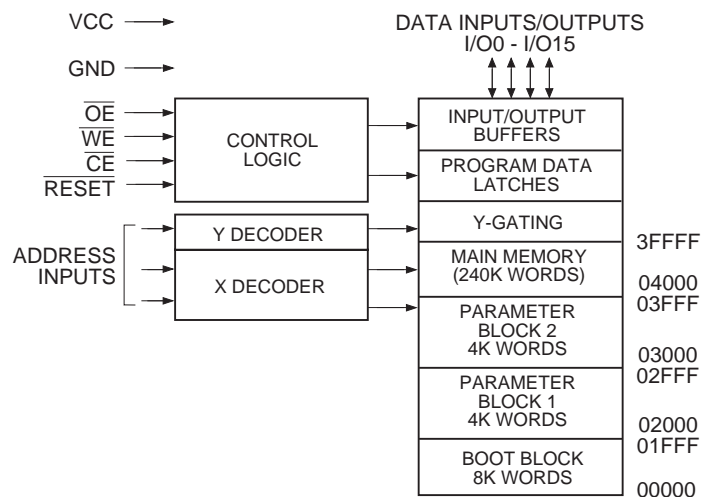 VCC
GND
OE
WE
CE
RESET
ADDRESS
INPUTS
CONTROL
LOGIC
Y DECODER
X DECODER
DATA INPUTS/OUTPUTS
I/O0 - I/O15
INPUT/OUTPUT
BUFFERS
PROGRAM DATA
LATCHES
Y-GATING
MAIN MEMORY
(240K WORDS)
PARAMETER
BLOCK 2
4K WORDS
PARAMETER
BLOCK 1
4K WORDS
BOOT BLOCK
8K WORDS
3FFFF
04000
03FFF
03000
02FFF
02000
01FFF
00000